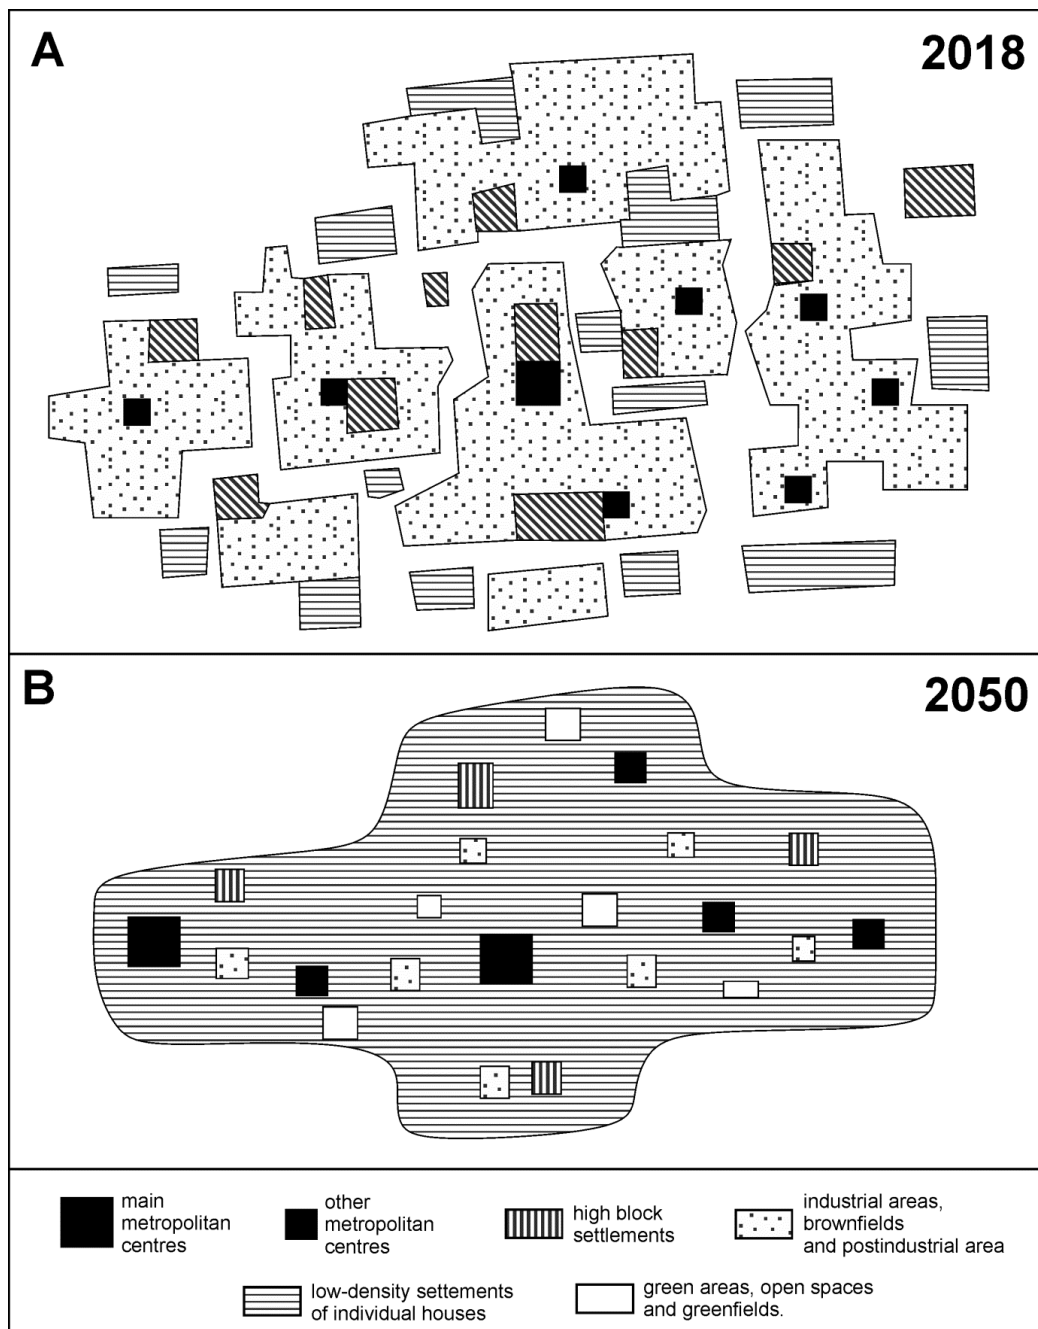 A
2018
B
2050
main
metropolitan
centres
other
metropolitan
centres
high block
settlements
industrial areas,
brownfields
and postindustrial area
low-density settements
of individual houses
green areas, open spaces
and greenfields.